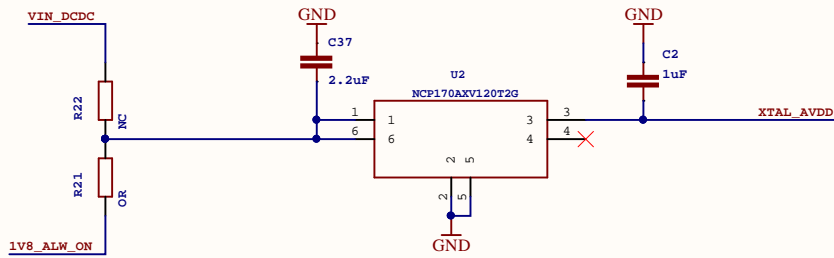 VIN_DCDC
GND
GND
C37
2.2uF
C2
1uF
U2
NCP170AXV120T2G
R22
NC
1
6
1
6
3
4
3
4
XTAL_AVDD
2
5
2
5
R21
OR
1V8_ALW_ON
GND